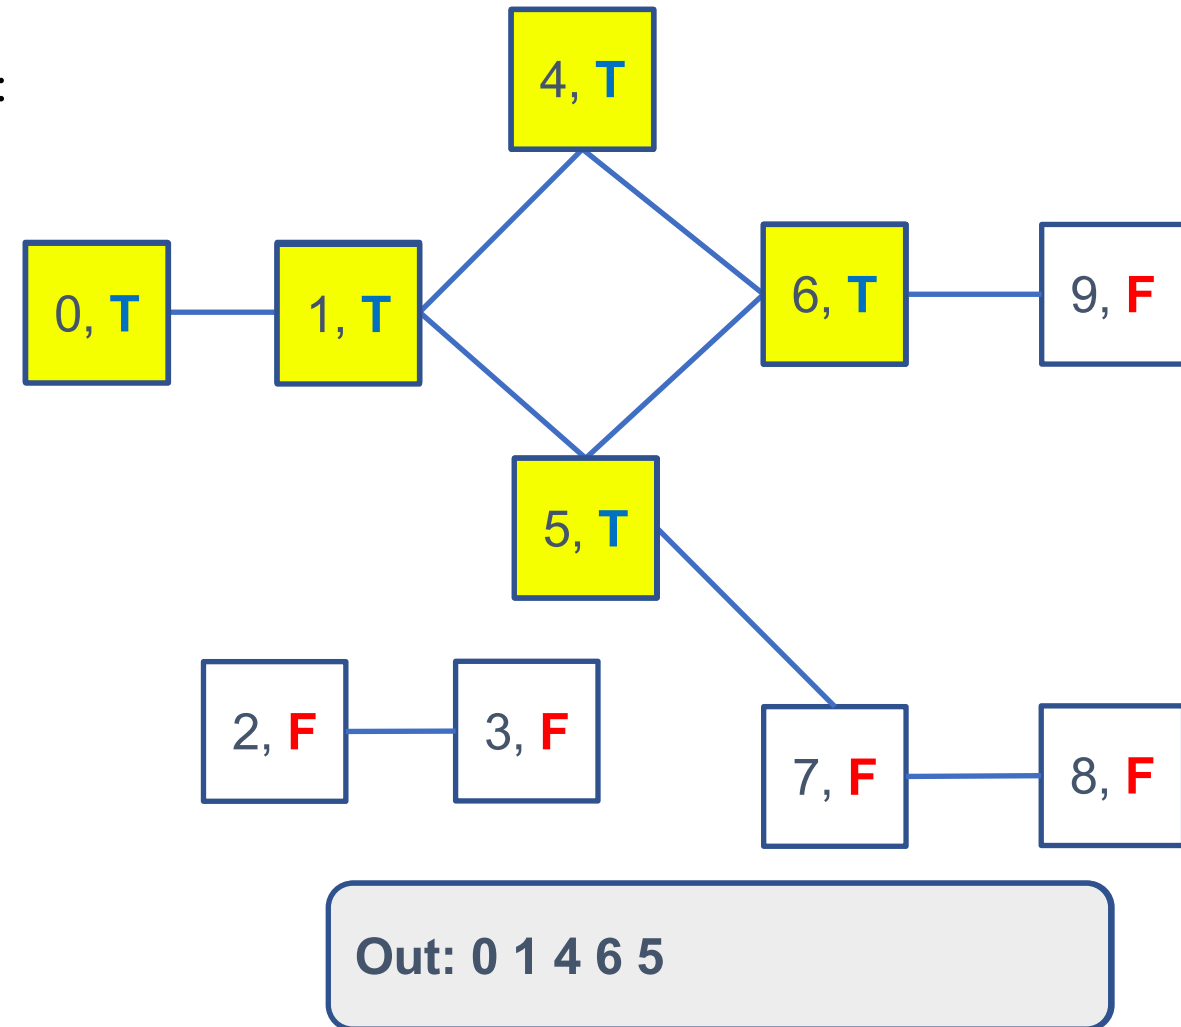 :
4, T
0, T
1, T
6, T
9, F
5, T
2, F
3, F
7, F
8, F
Out: 0 1 4 6 5